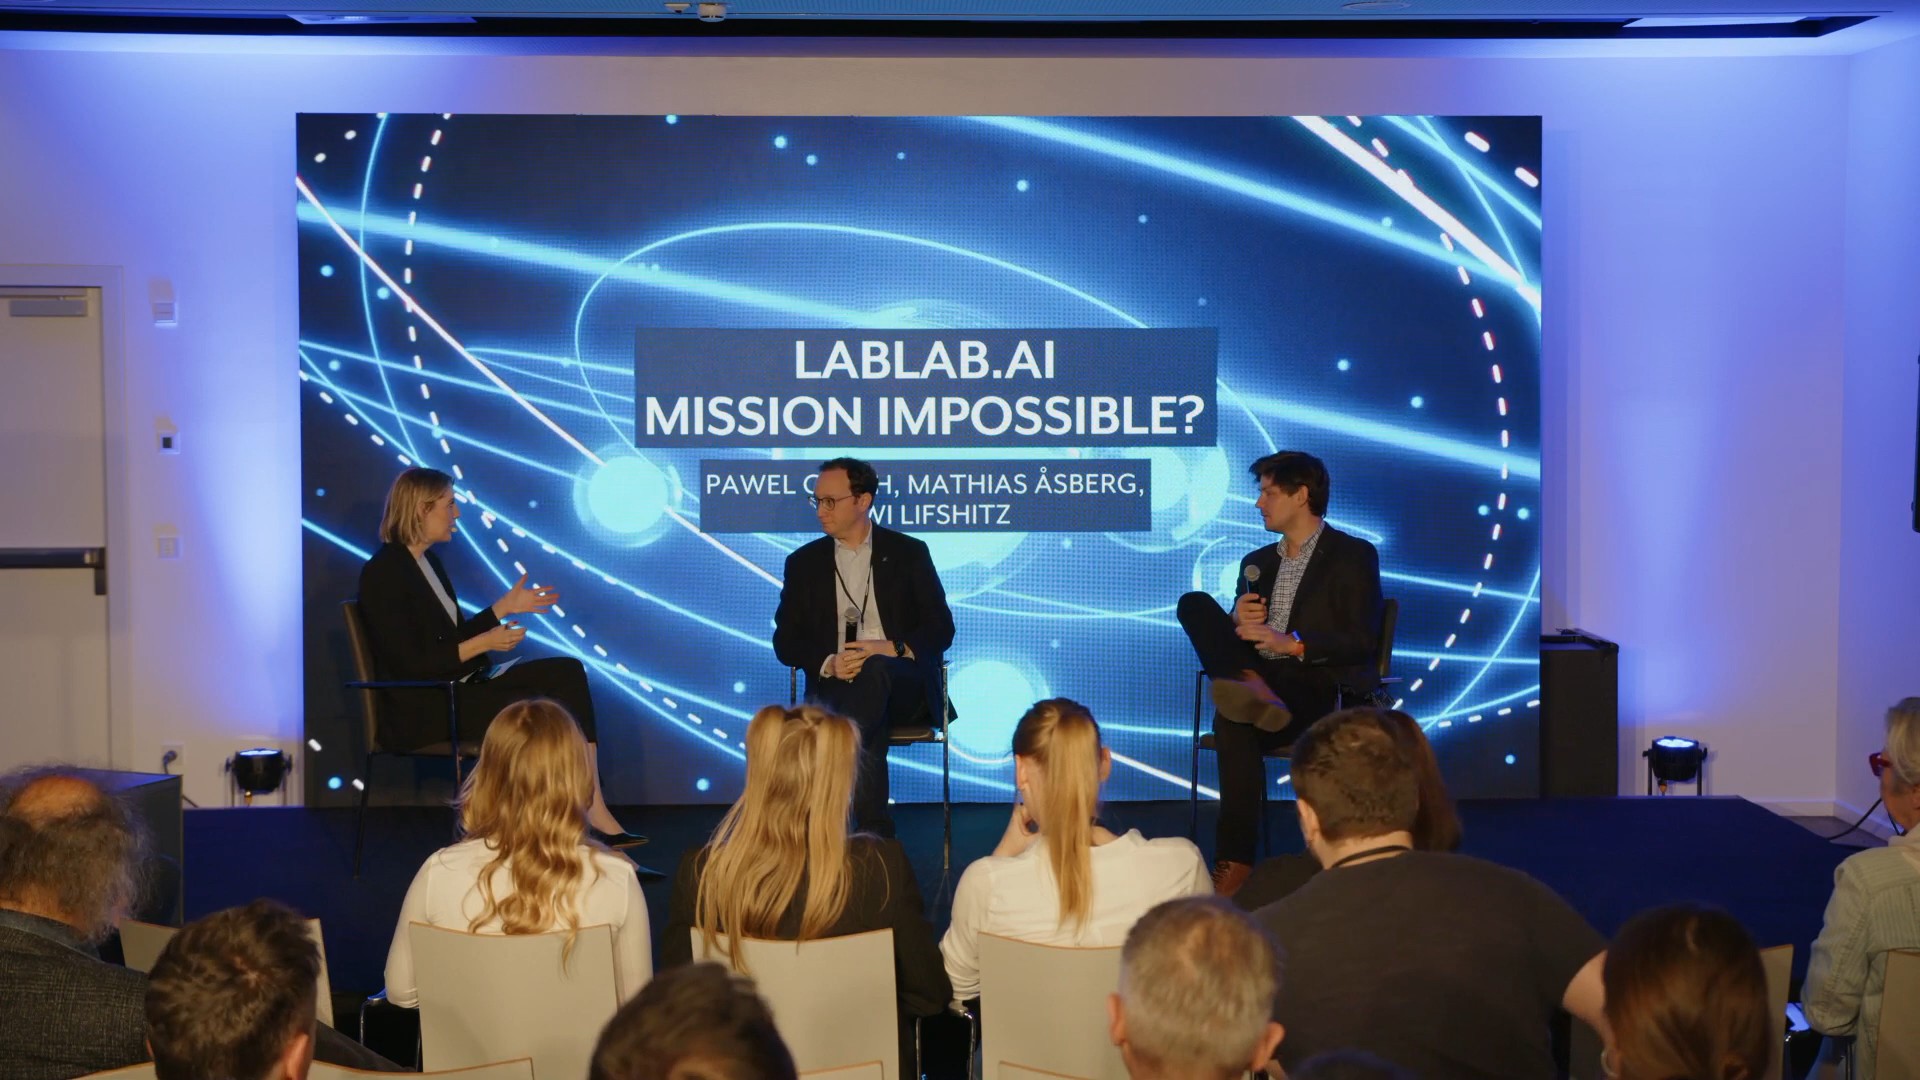 LABLAB.AI
MISSION IMPOSSIBLE?
PAWEL H, MATHIAS ÅSBERG,
LIFSHITZ